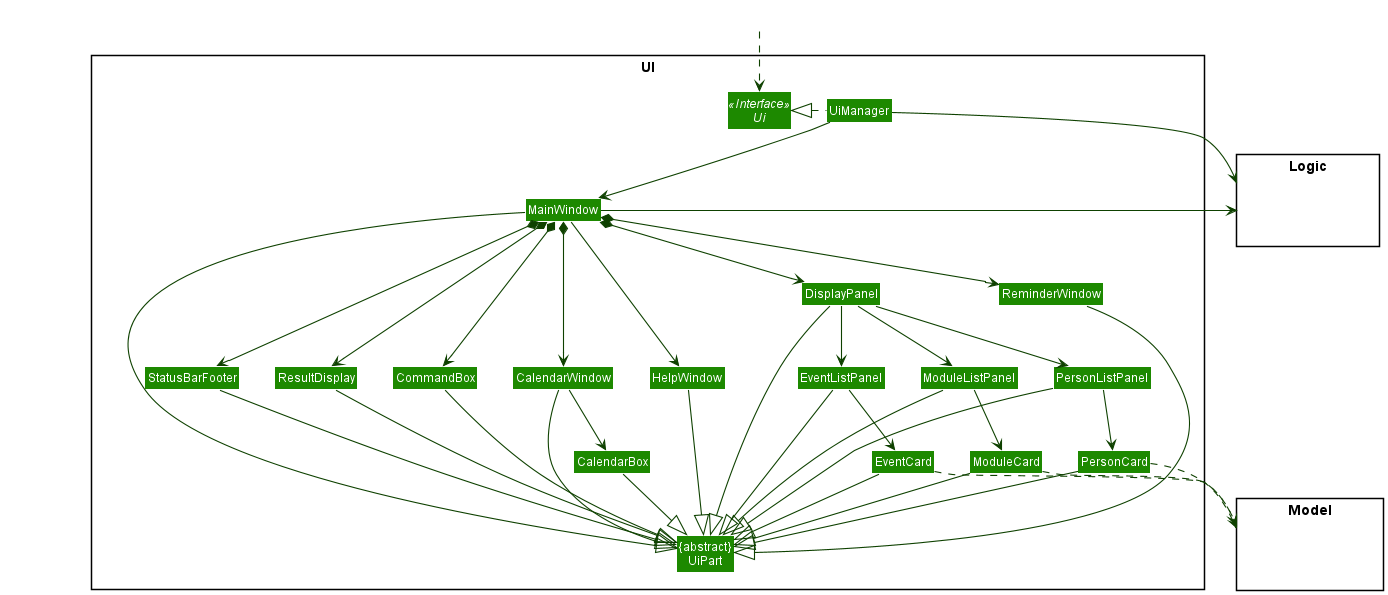 UI
«Interface»
Ui
UiManager
Logic
MainWindow
DisplayPanel
ReminderWindow
StatusBarFooter
ResultDisplay
CommandBox
CalendarWindow
HelpWindow
EventListPanel
ModuleListPanel
PersonListPanel
CalendarBox
EventCard
ModuleCard
PersonCard
Model
{abstract}
UiPart